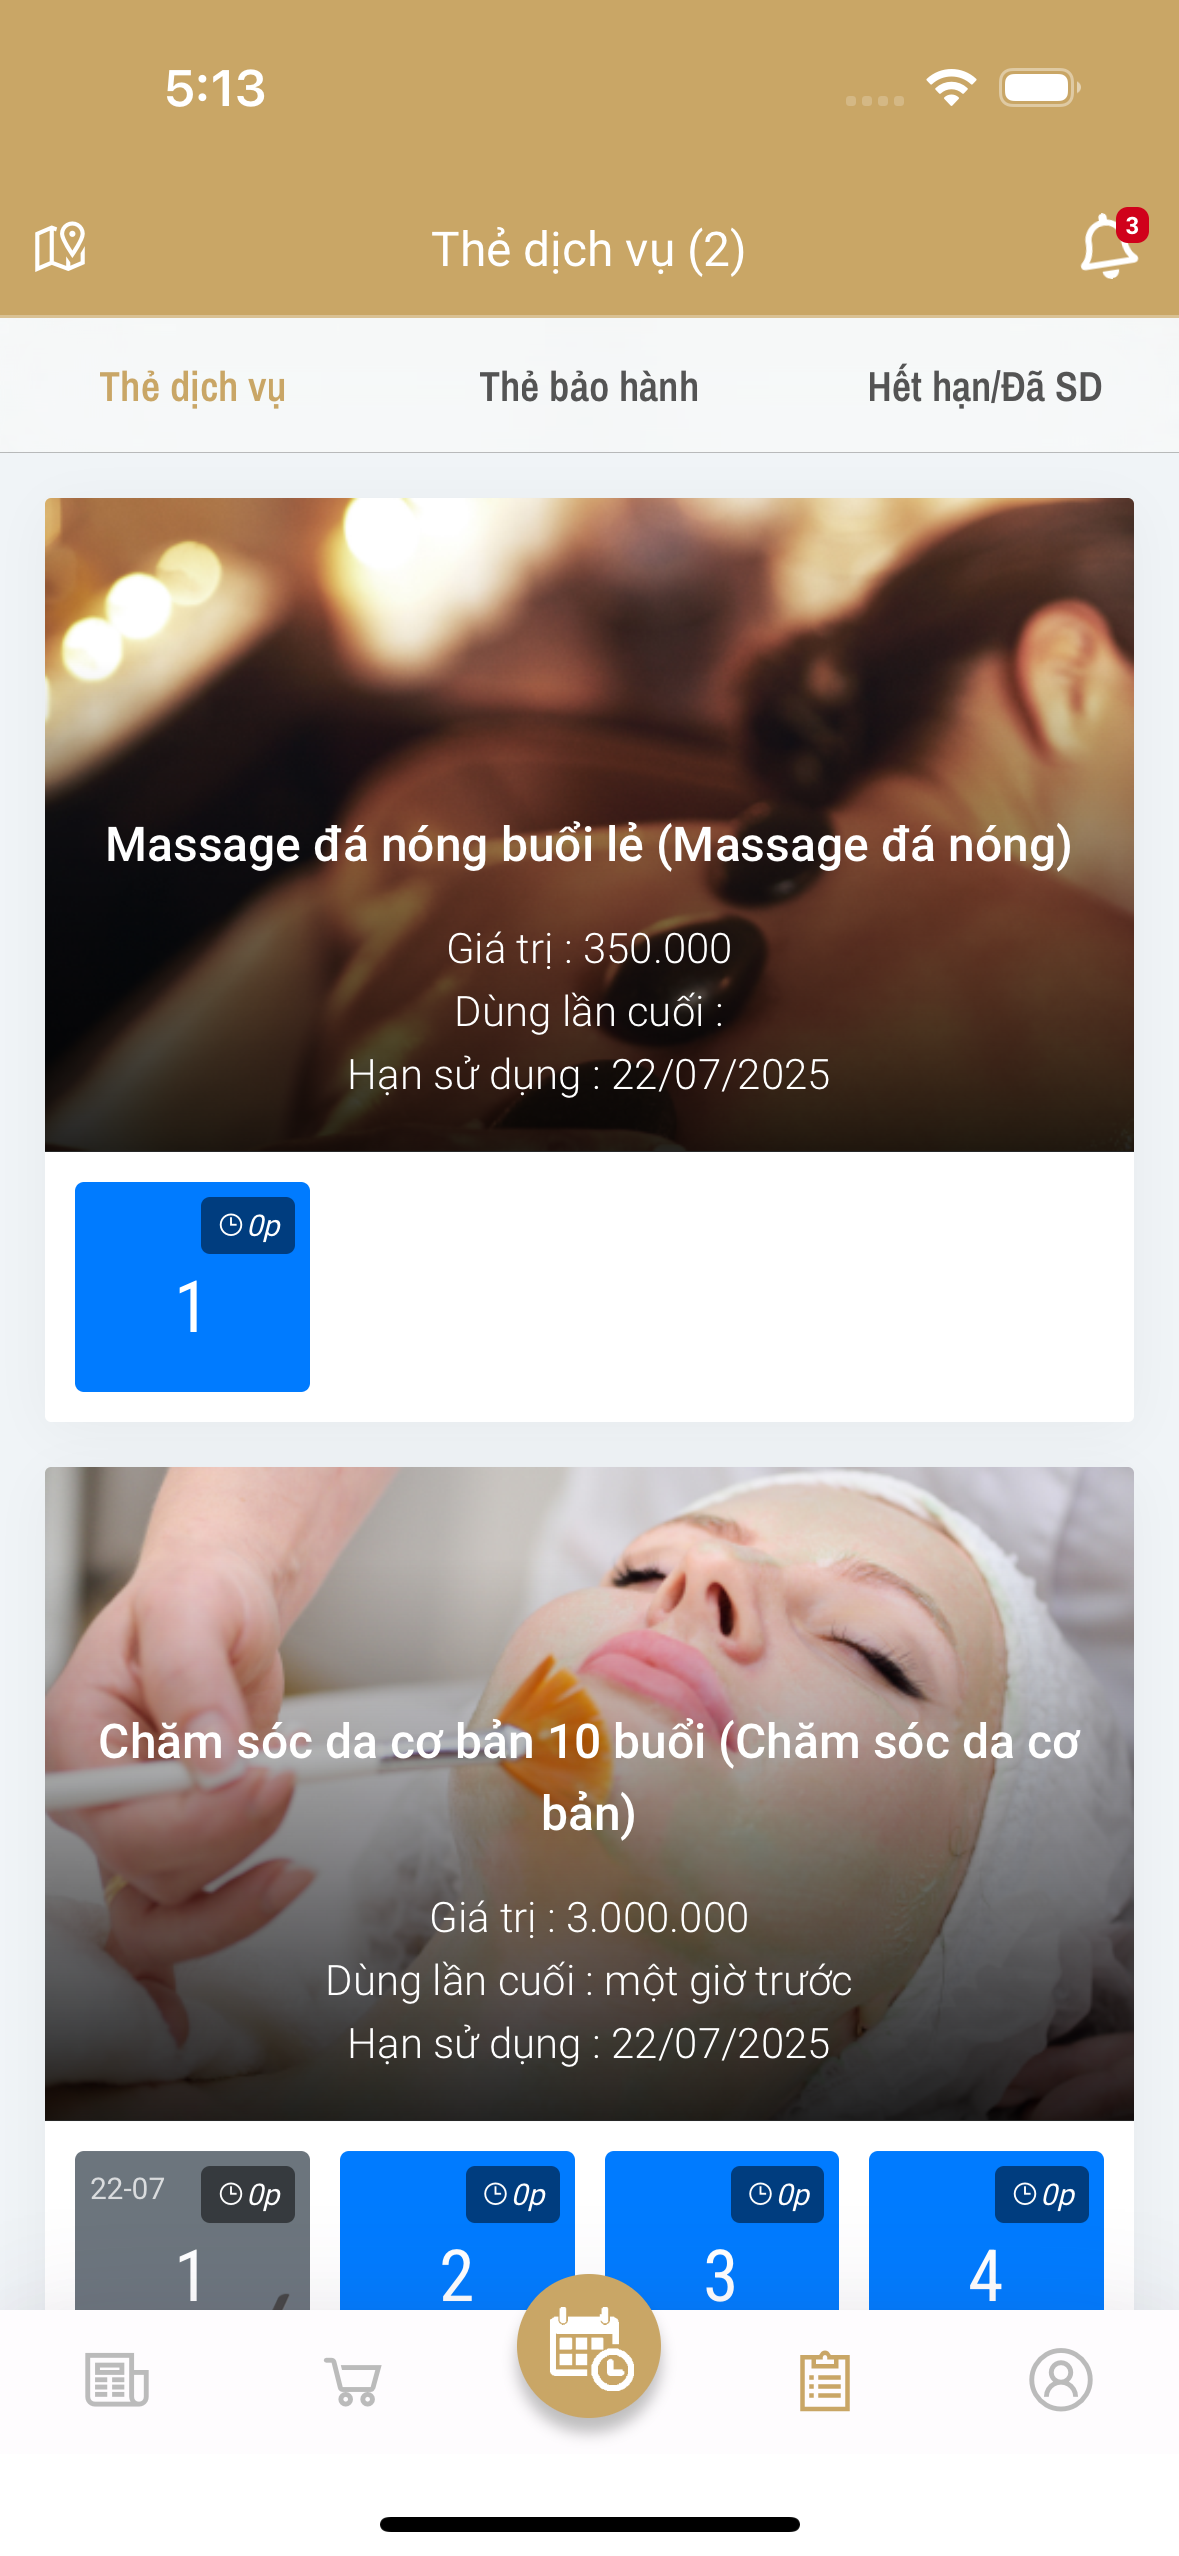 5:13
Thẻ dịch vụ (2)
3
Thẻ dịch vụ
Thẻ bảo hành
Hết hạn/Đã SD
Massage đá nóng buổi lẻ (Massage đá nóng)
Giá trị : 350.000
Dùng lần cuối :
Hạn sử dụng : 22/07/2025
0p
1
Chăm sóc da cơ bản 10 buổi (Chăm sóc da cơ
bản)
Giá trị : 3.000.000
Dùng lần cuối : một giờ trước
Hạn sử dụng : 22/07/2025
22-07
0p
1
0p
2
0p
3
0p
4